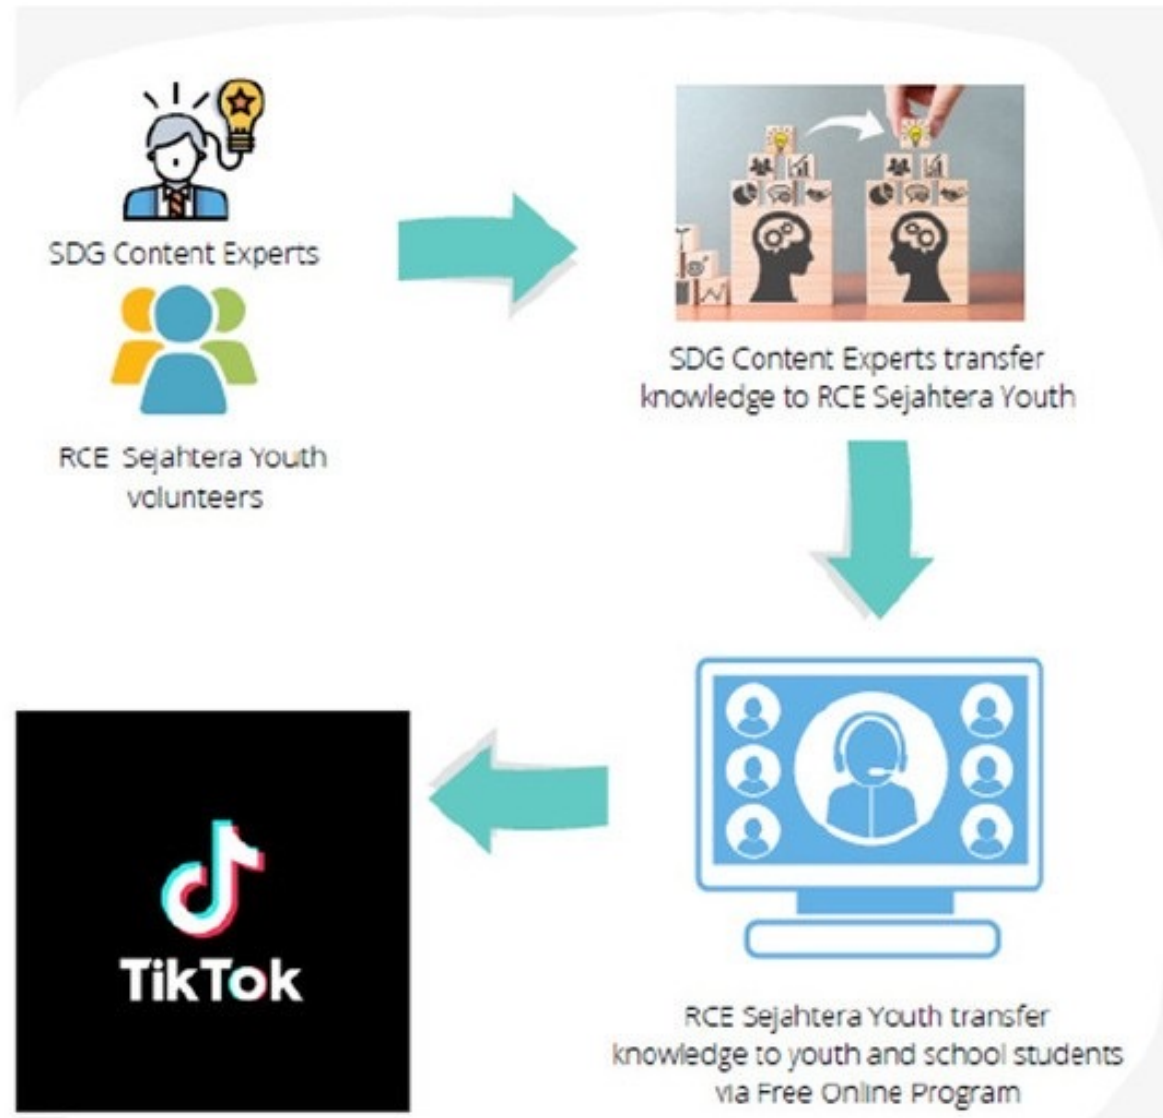 SDG Content Experts
RCE Sejahtera Youth
volunteers
SDG Content Experts transfer
knowledge to RCE Sejahtera Youth
RCE Sejahtera Youth transfer
knowledge to youth and school students
via Free Online Program
TikTok